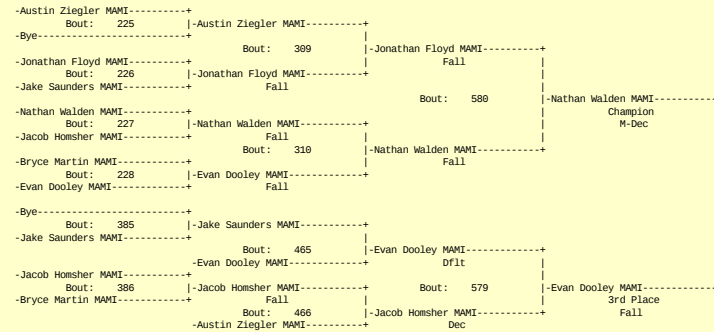 -Austin Ziegler MAMI----------+
Bout: 225 |-Austin Ziegler MAMI----------+
-Bye--------------------------+ |
Bout: 309 |-Jonathan Floyd MAMI----------+
-Jonathan Floyd MAMI----------+ | Fall |
Bout: 226 |-Jonathan Floyd MAMI----------+ |
-Jake Saunders MAMI-----------+ Fall |
Bout: 580 |-Nathan Walden MAMI-----------
-Nathan Walden MAMI-----------+ | Champion
Bout: 227 |-Nathan Walden MAMI-----------+ | M-Dec
-Jacob Homsher MAMI-----------+ Fall | |
Bout: 310 |-Nathan Walden MAMI-----------+
-Bryce Martin MAMI------------+ | Fall
Bout: 228 |-Evan Dooley MAMI-------------+
-Evan Dooley MAMI-------------+ Fall
-Bye--------------------------+
Bout: 385 |-Jake Saunders MAMI-----------+
-Jake Saunders MAMI-----------+ |
Bout: 465 |-Evan Dooley MAMI-------------+
-Evan Dooley MAMI-------------+ Dflt |
-Jacob Homsher MAMI-----------+ |
Bout: 386 |-Jacob Homsher MAMI-----------+ Bout: 579 |-Evan Dooley MAMI-------------
-Bryce Martin MAMI------------+ Fall | | 3rd Place
Bout: 466 |-Jacob Homsher MAMI-----------+ Fall
-Austin Ziegler MAMI----------+ Dec